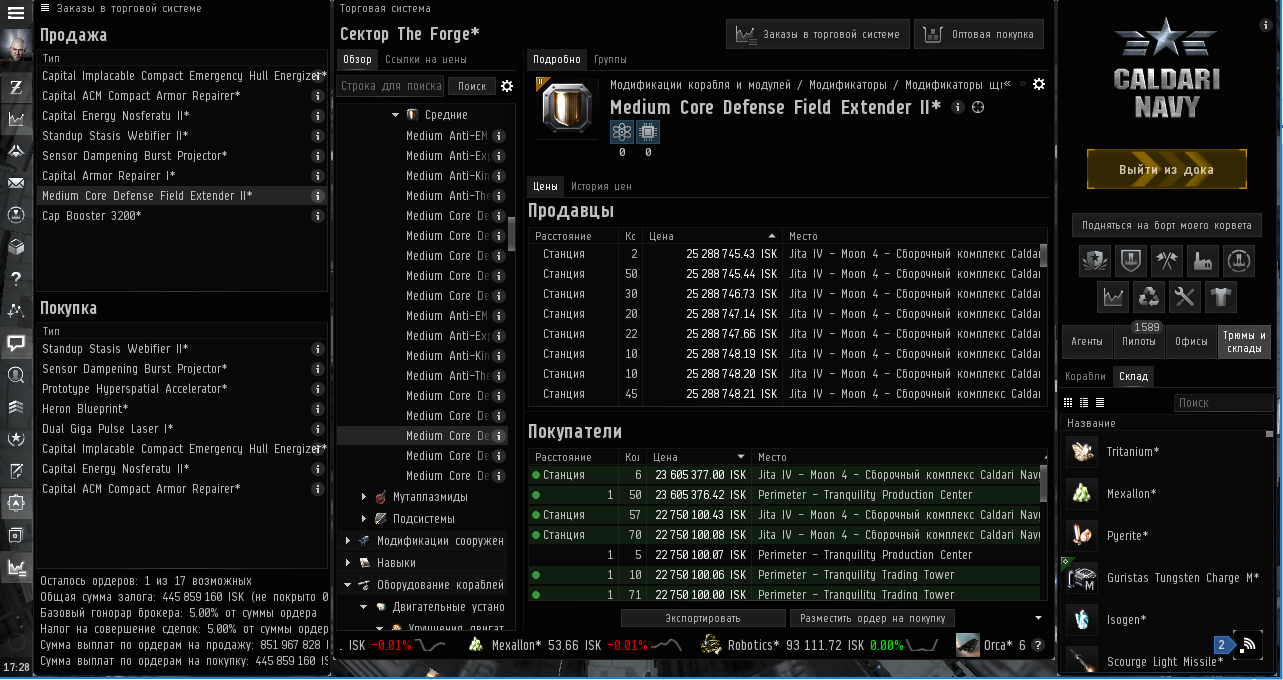 Заказы в торговой системе
Продажа
Тип
Capital Implacable Compact Emergency Hull Energizer*
Capital ACM Compact Armor Repairer*
Capital Energy Nosferatu II*
Standup Stasis Webifier II*
Sensor Dampening Burst Projector*
Capital Armor Repairer I*
Medium Core Defense Field Extender II*
Cap Booster 3200*
Покупка
Тип
Standup Stasis Webifier II*
Sensor Dampening Burst Projector*
Prototype Hyperspatial Accelerator*
Heron Blueprint*
Dual Giga Pulse Laser I*
Capital Implacable Compact Emergency Hull Energizer*
Capital Energy Nosferatu II*
Capital ACM Compact Armor Repairer*
Осталось ордеров: 1 из 17 возможных
Общая сумма залога: 445 859 160 ISK (не покрыто 0
Базовый гонорар брокера: 5.00% от суммы ордера
Налог на совершение сделок: 5.00% от суммы ордер
Сумма выплат по ордерам на продажу: 851 967 828 I
Сумма выплат по ордерам на покупку: 445 859 160 IS
17:28
Торговая система
Сектор The Forge*
Заказы в торговой системе
Оптовая покупка
Обзор
Ссылки на цены
Строка для поиска
Поиск
Средние
Medium Anti-EM
Medium Anti-Exp
Medium Anti-Kin
Medium Anti-The
Medium Core De
Medium Core De
Medium Core De
Medium Core De
Medium Core De
Medium Anti-EM
Medium Anti-Exp
Medium Anti-Kin
Medium Anti-The
Medium Core De
Medium Core De
Medium Core De
Medium Core De
Medium Core De
Мутаплазмиды
Подсистемы
Модификации сооружен
Навыки
Оборудование кораблей
Двигательные устано
Улучшения двигат
Подробно
Группы
Модификации корабля и модулей / Модификаторы / Модификаторы щи« »
Medium Core Defense Field Extender II*
0 0
Цены
История цен
Продавцы
Расстояние Кс Цена Место
Станция 2 25 288 745.43 ISK Jita IV - Moon 4 - Сборочный комплекс Caldar
Станция 50 25 288 745.44 ISK Jita IV - Moon 4 - Сборочный комплекс Caldar
Станция 30 25 288 746.73 ISK Jita IV - Moon 4 - Сборочный комплекс Caldar
Станция 20 25 288 747.14 ISK Jita IV - Moon 4 - Сборочный комплекс Caldar
Станция 22 25 288 747.66 ISK Jita IV - Moon 4 - Сборочный комплекс Caldar
Станция 10 25 288 748.19 ISK Jita IV - Moon 4 - Сборочный комплекс Caldar
Станция 10 25 288 748.20 ISK Jita IV - Moon 4 - Сборочный комплекс Caldar
Станция 45 25 288 748.21 ISK Jita IV - Moon 4 - Сборочный комплекс Caldar
Покупатели
Расстояние Кол Цена Место
Станция 6 23 605 377.00 ISK Jita IV - Moon 4 - Сборочный комплекс Caldari Nav
1 50 23 605 376.42 ISK Perimeter - Tranquility Production Center
Станция 57 22 750 100.43 ISK Jita IV - Moon 4 - Сборочный комплекс Caldari Nav
Станция 70 22 750 100.08 ISK Jita IV - Moon 4 - Сборочный комплекс Caldari Nav
1 5 22 750 100.07 ISK Perimeter - Tranquility Production Center
1 10 22 750 100.06 ISK Perimeter - Tranquility Trading Tower
1 71 22 750 100.00 ISK Perimeter - Tranquility Trading Tower
Экспортировать
Разместить ордер на покупку
. ISK -0.01% Mexallon* 53.66 ISK -0.01% Robotics* 93 111.72 ISK 0.00% Orca* 6
CALDARI
NAVY
Выйти из дока
Подняться на борт моего корвета
1589
Агенты
Пилоты
Офисы
Трюмы и
склады
Корабли
Склад
Поиск
Название
Tritanium*
Mexallon*
Pyerite*
Guristas Tungsten Charge M*
Isogen*
2
Scourge Light Missile*